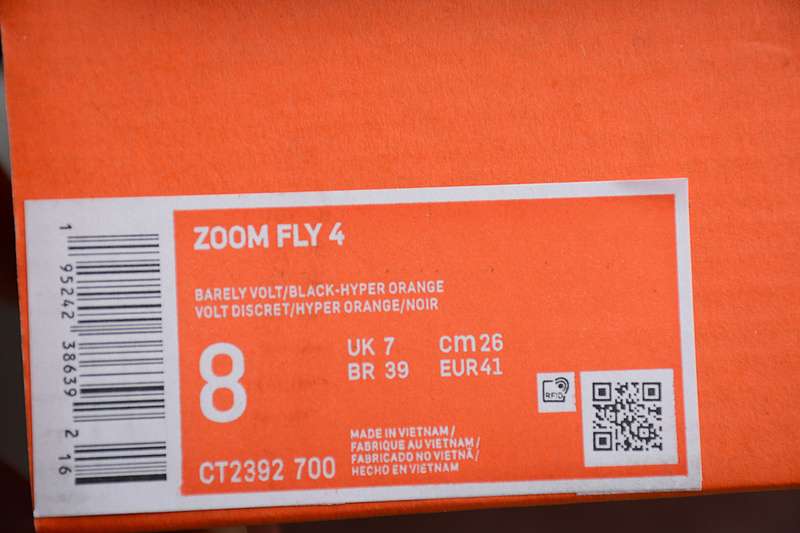 ZOOM FLY 4
BARELY VOLT/BLACK-HYPER ORANGE
VOLT DISCRET/HYPER ORANGE/NOIR
8
UK 7 cm 26
BR 39 EUR 41
CT2392 700
MADE IN VIETNAM/
FABRIQUE AU VIETNAM/
FABRICADO NO VIETNÃ/
HECHO EN VIETNAM
RFID
1 95242 38639 2 16